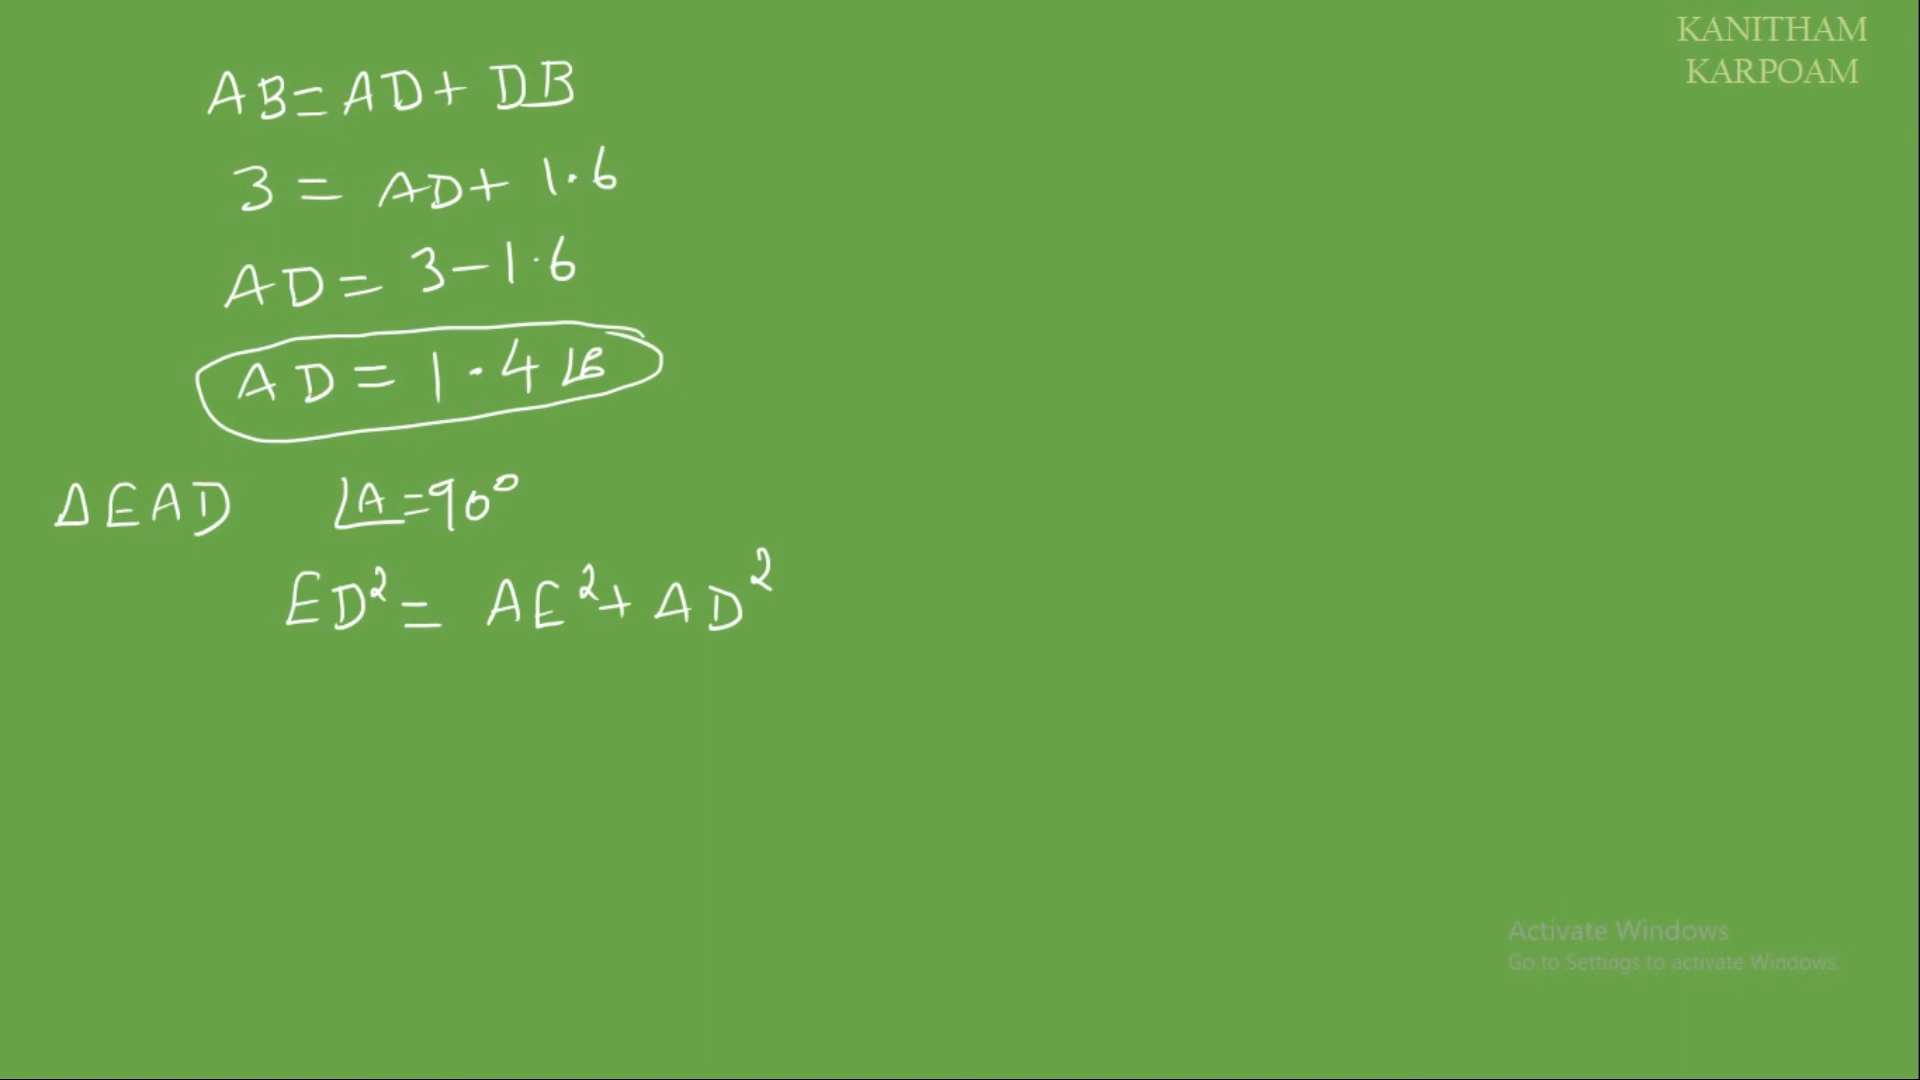 KANITHAM
KARPOAM
AB = AD + DB
3 = AD + 1.6
AD = 3 - 1.6
AD = 1.4
ΔEAD ∠A = 90°
ED² = AE² + AD²
Activate Windows
Go to Settings to activate Windows.